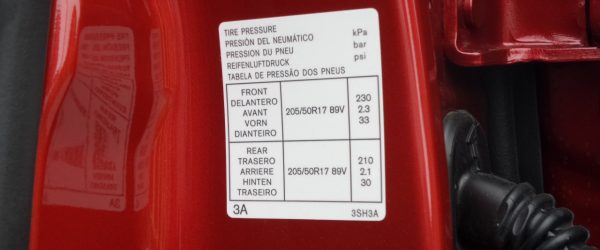 TIRE PRESSURE kPa
PRESIÓN DEL NEUMÁTICO bar
PRESSION DU PNEU psi
REIFENLUFTDRUCK
TABELA DE PRESSÃO DOS PNEUS
FRONT
DELANTERO
AVANT
VORN
DIANTEIRO
205/50R17 89V
230
2.3
33
REAR
TRASERO
ARRIERE
HINTEN
TRASEIRO
205/50R17 89V
210
2.1
30
3A 3SH3A